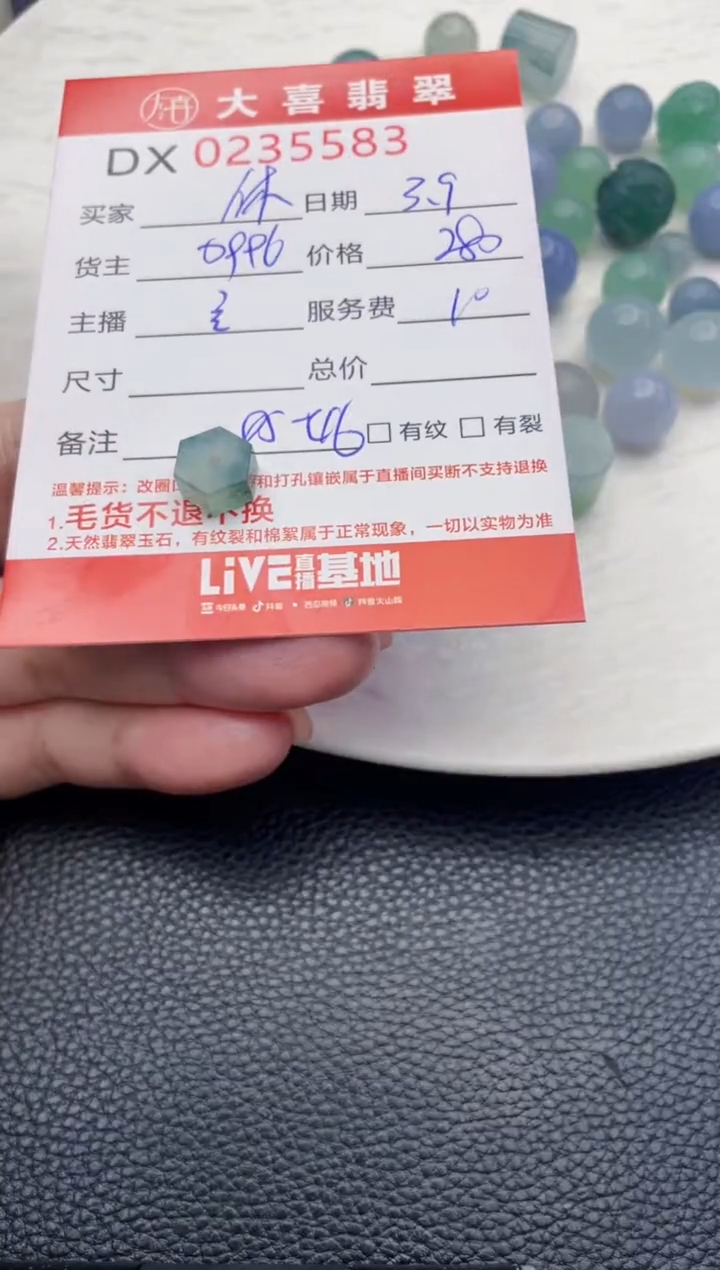 大喜翡翠
DX 0235583
买家 日期 3.9
货主 0996 价格 280
主播 服务费 10
尺寸 总价
备注 有纹 有裂
温馨提示：改圈 和打孔镶嵌属于直播间买断不支持退换
1.毛货不退不换
2.天然翡翠玉石，有纹裂和棉絮属于正常现象，一切以实物为准
LiVE直播基地
今日头条 抖音 西瓜视频 抖音火山版